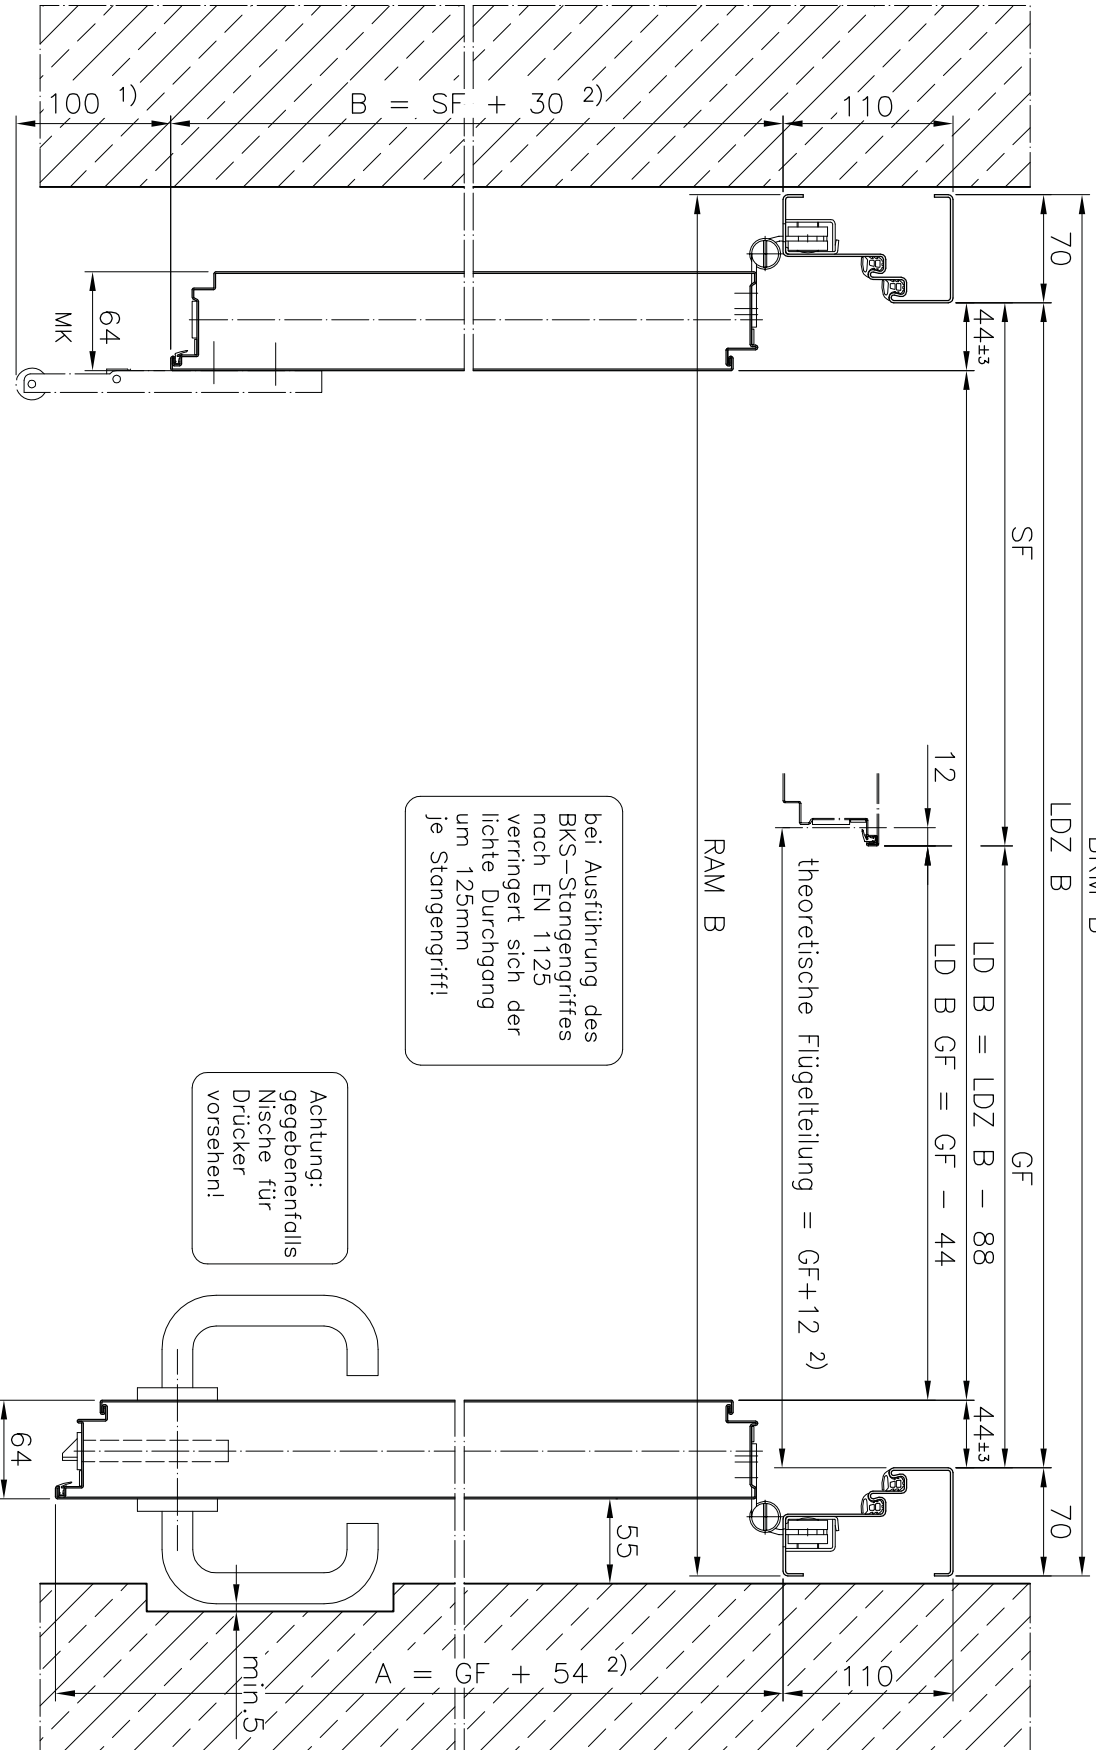 100 1)
B = SF + 30 2)
110
70
44±3
64
MK
SF
12
LDZ B
RAM B
theoretische Flügelteilung = GF+12 2)
LD B GF = GF - 44
LD B = LDZ B - 88
GF
bei Ausführung des
BKS-Stangengriffes
nach EN 1125
verringert sich der
lichte Durchgang
um 125mm
je Stangengriff!
Achtung:
gegebenenfalls
Nische für
Drücker
vorsehen!
44±3
70
64
55
min.5
A = GF + 54 2)
110